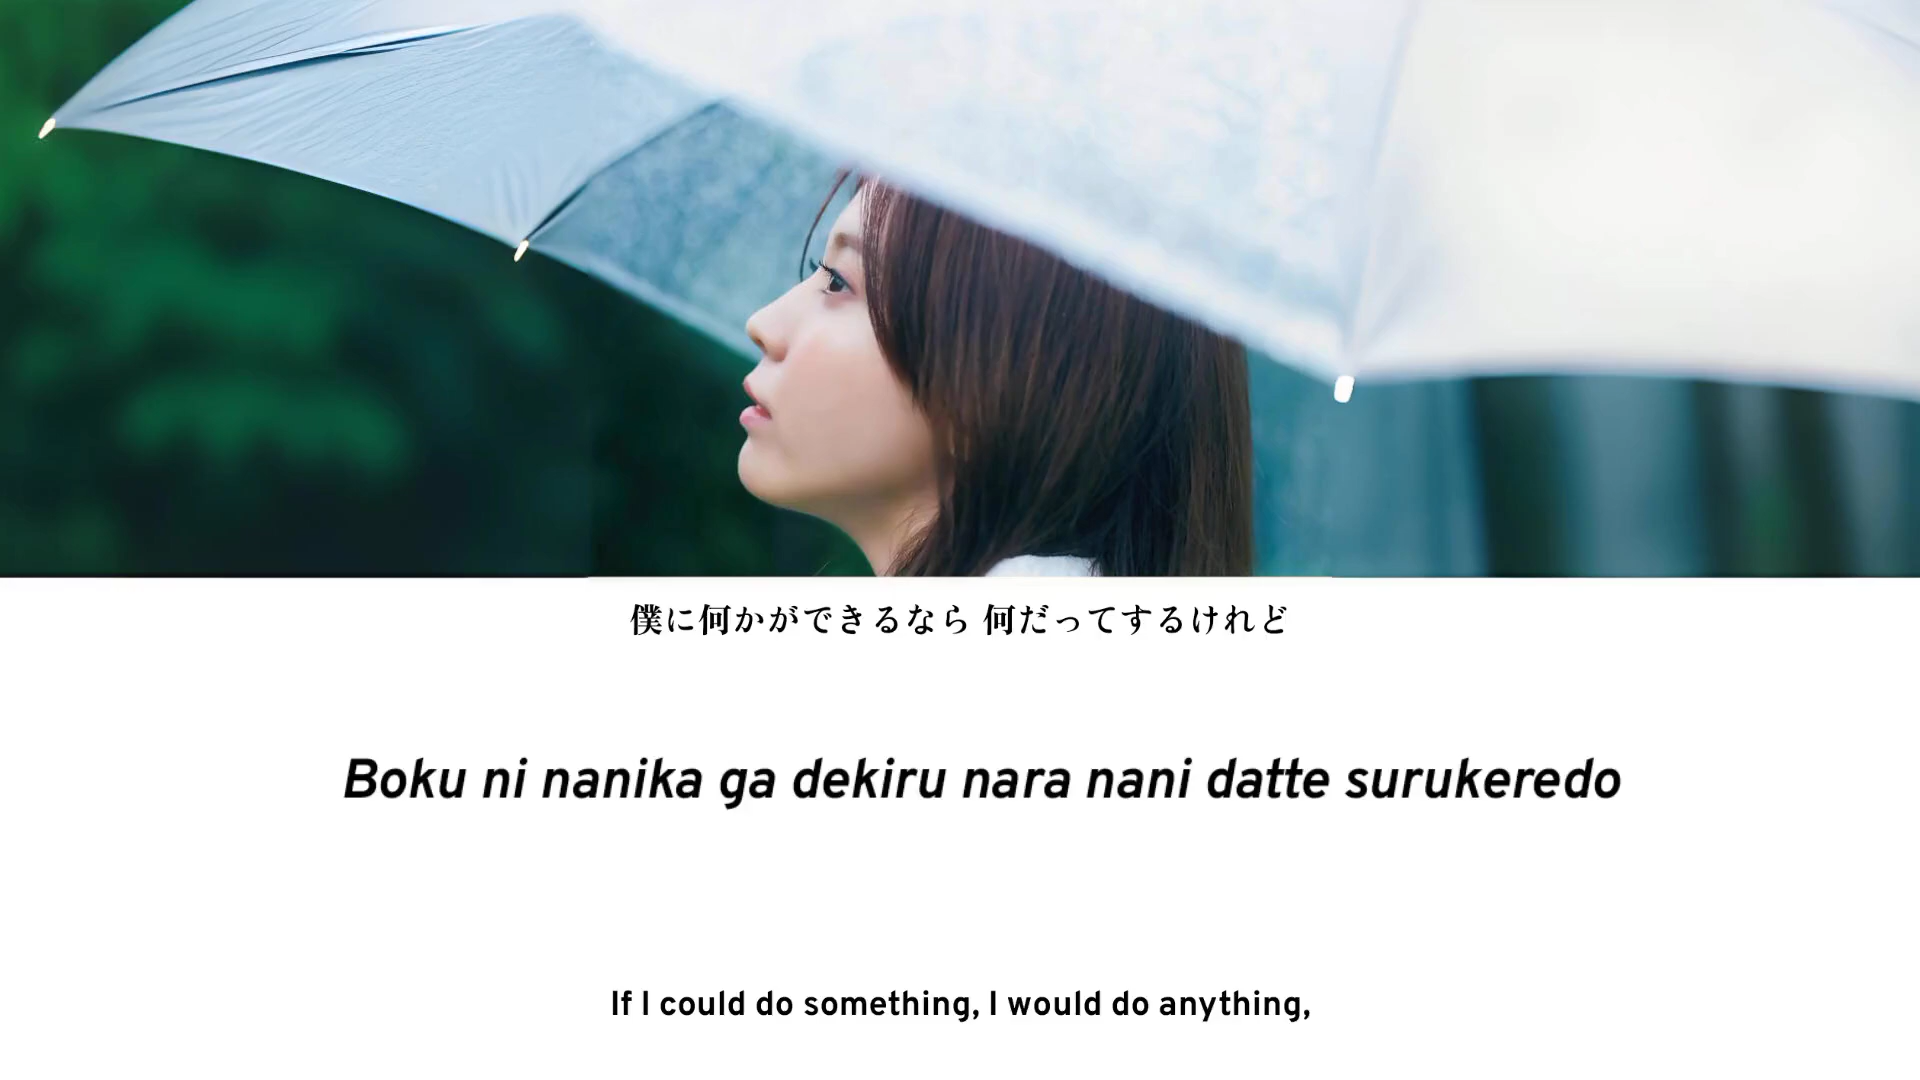 僕に何かができるなら 何だってするけれど
Boku ni nanika ga dekiru nara nani datte surukeredo
If I could do something, I would do anything,